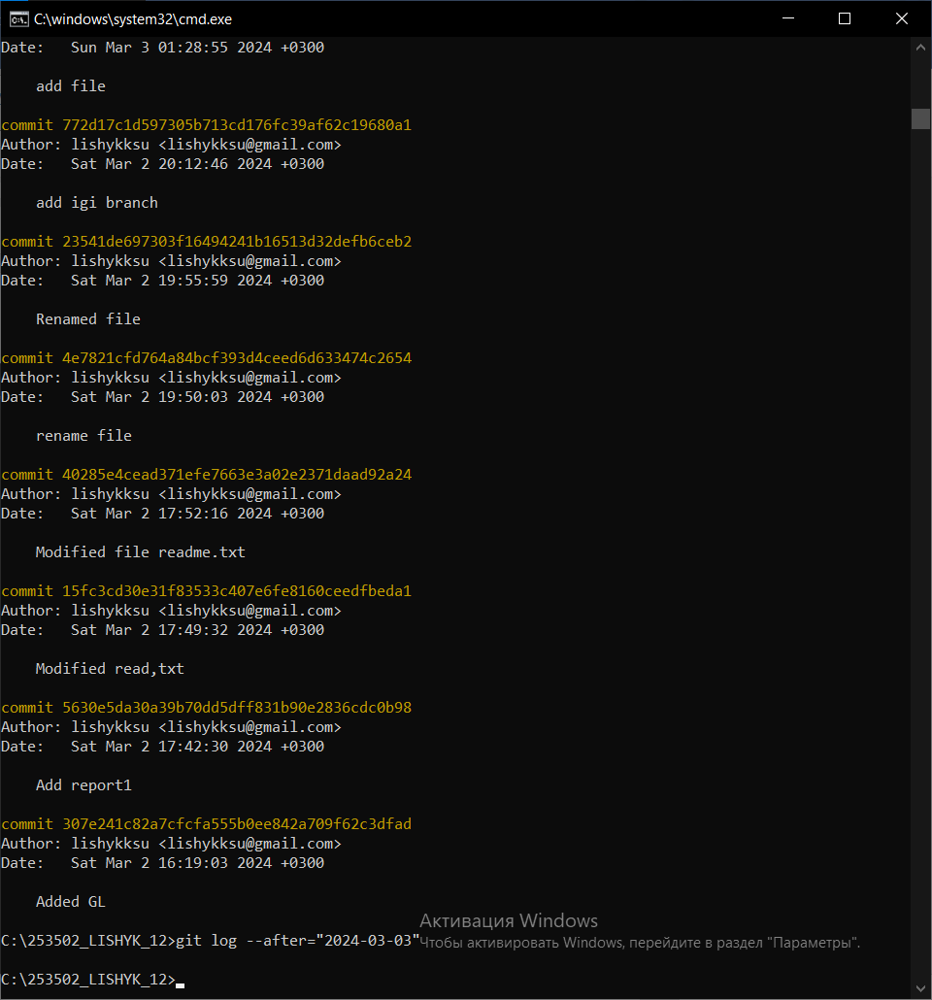 C:\windows\system32\cmd.exe
Date:   Sun Mar 3 01:28:55 2024 +0300
    add file
commit 772d17c1d597305b713cd176fc39af62c19680a1
Author: lishykksu <lishykksu@gmail.com>
Date:   Sat Mar 2 20:12:46 2024 +0300
    add igi branch
commit 23541de697303f16494241b16513d32defb6ceb2
Author: lishykksu <lishykksu@gmail.com>
Date:   Sat Mar 2 19:55:59 2024 +0300
    Renamed file
commit 4e7821cfd764a84bcf393d4ceed6d633474c2654
Author: lishykksu <lishykksu@gmail.com>
Date:   Sat Mar 2 19:50:03 2024 +0300
    rename file
commit 40285e4cead371efe7663e3a02e2371daad92a24
Author: lishykksu <lishykksu@gmail.com>
Date:   Sat Mar 2 17:52:16 2024 +0300
    Modified file readme.txt
commit 15fc3cd30e31f83533c407e6fe8160ceedfbeda1
Author: lishykksu <lishykksu@gmail.com>
Date:   Sat Mar 2 17:49:32 2024 +0300
    Modified read,txt
commit 5630e5da30a39b70dd5dff831b90e2836cdc0b98
Author: lishykksu <lishykksu@gmail.com>
Date:   Sat Mar 2 17:42:30 2024 +0300
    Add report1
commit 307e241c82a7cfcfa555b0ee842a709f62c3dfad
Author: lishykksu <lishykksu@gmail.com>
Date:   Sat Mar 2 16:19:03 2024 +0300
    Added GL
Активация Windows
C:\253502_LISHYK_12>git log --after="2024-03-03"
Чтобы активировать Windows, перейдите в раздел "Параметры".
C:\253502_LISHYK_12>